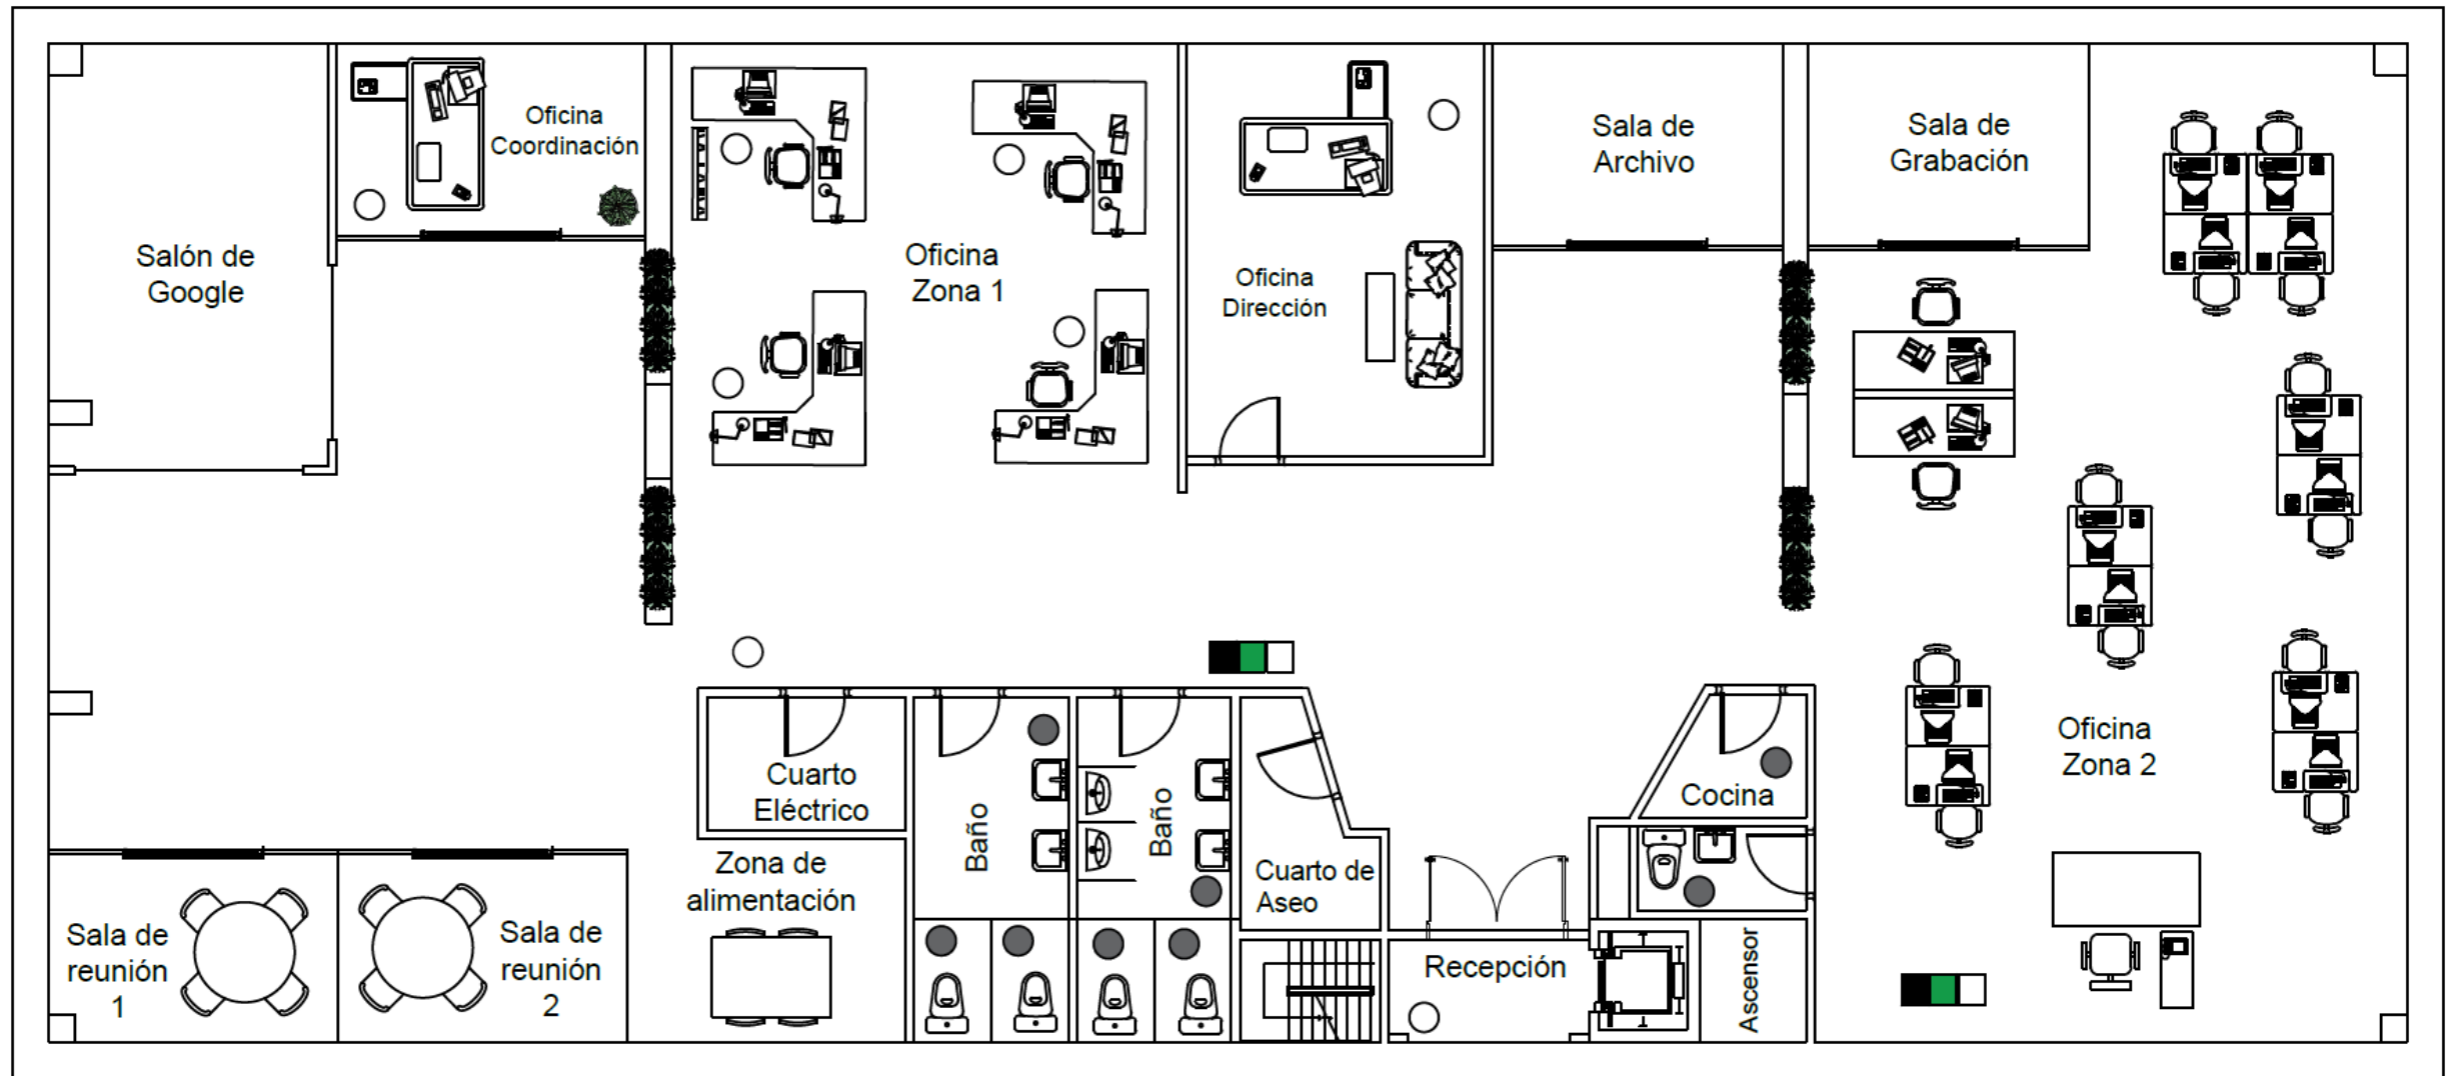 Oficina
Coordinación
Salón de
Google
Oficina
Zona 1
Oficina
Dirección
Sala de
Archivo
Sala de
Grabación
Cuarto
Eléctrico
Baño
Baño
Cuarto de
Aseo
Cocina
Oficina
Zona 2
Zona de
alimentación
Sala de
reunión
1
Sala de
reunión
2
Recepción
Ascensor